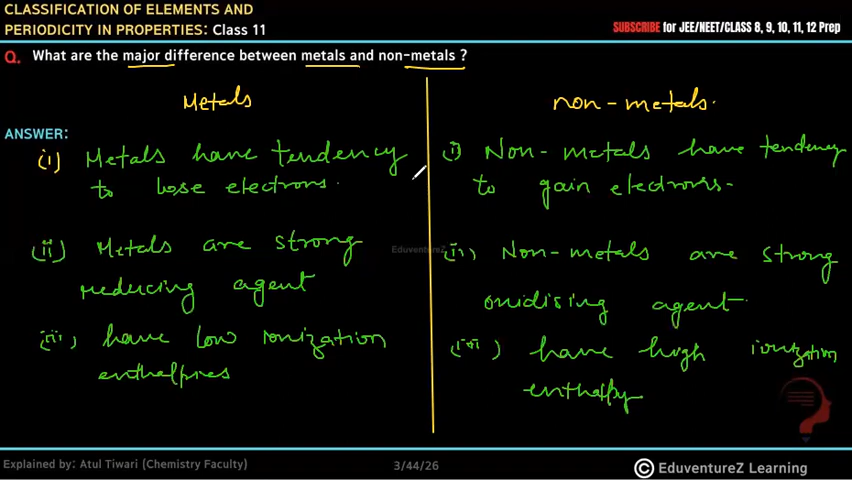 CLASSIFICATION OF ELEMENTS AND
PERIODICITY IN PROPERTIES: Class 11
SUBSCRIBE for JEE/NEET/CLASS 8, 9, 10, 11, 12 Prep
Q. What are the major difference between metals and non-metals ?
Metals
ANSWER:
(i) Metals have tendency
to lose electrons.
(ii) Metals are strong
reducing agent
(iii) have low ionization
enthalpies
non-metals.
(i) Non-metals have tendency
to gain electrons-
(ii) Non-metals are strong
oxidising agent
(iii) have high ionization
enthalpy
EduventureZ
Explained by: Atul Tiwari (Chemistry Faculty)
3/44/26
© EduventureZ Learning